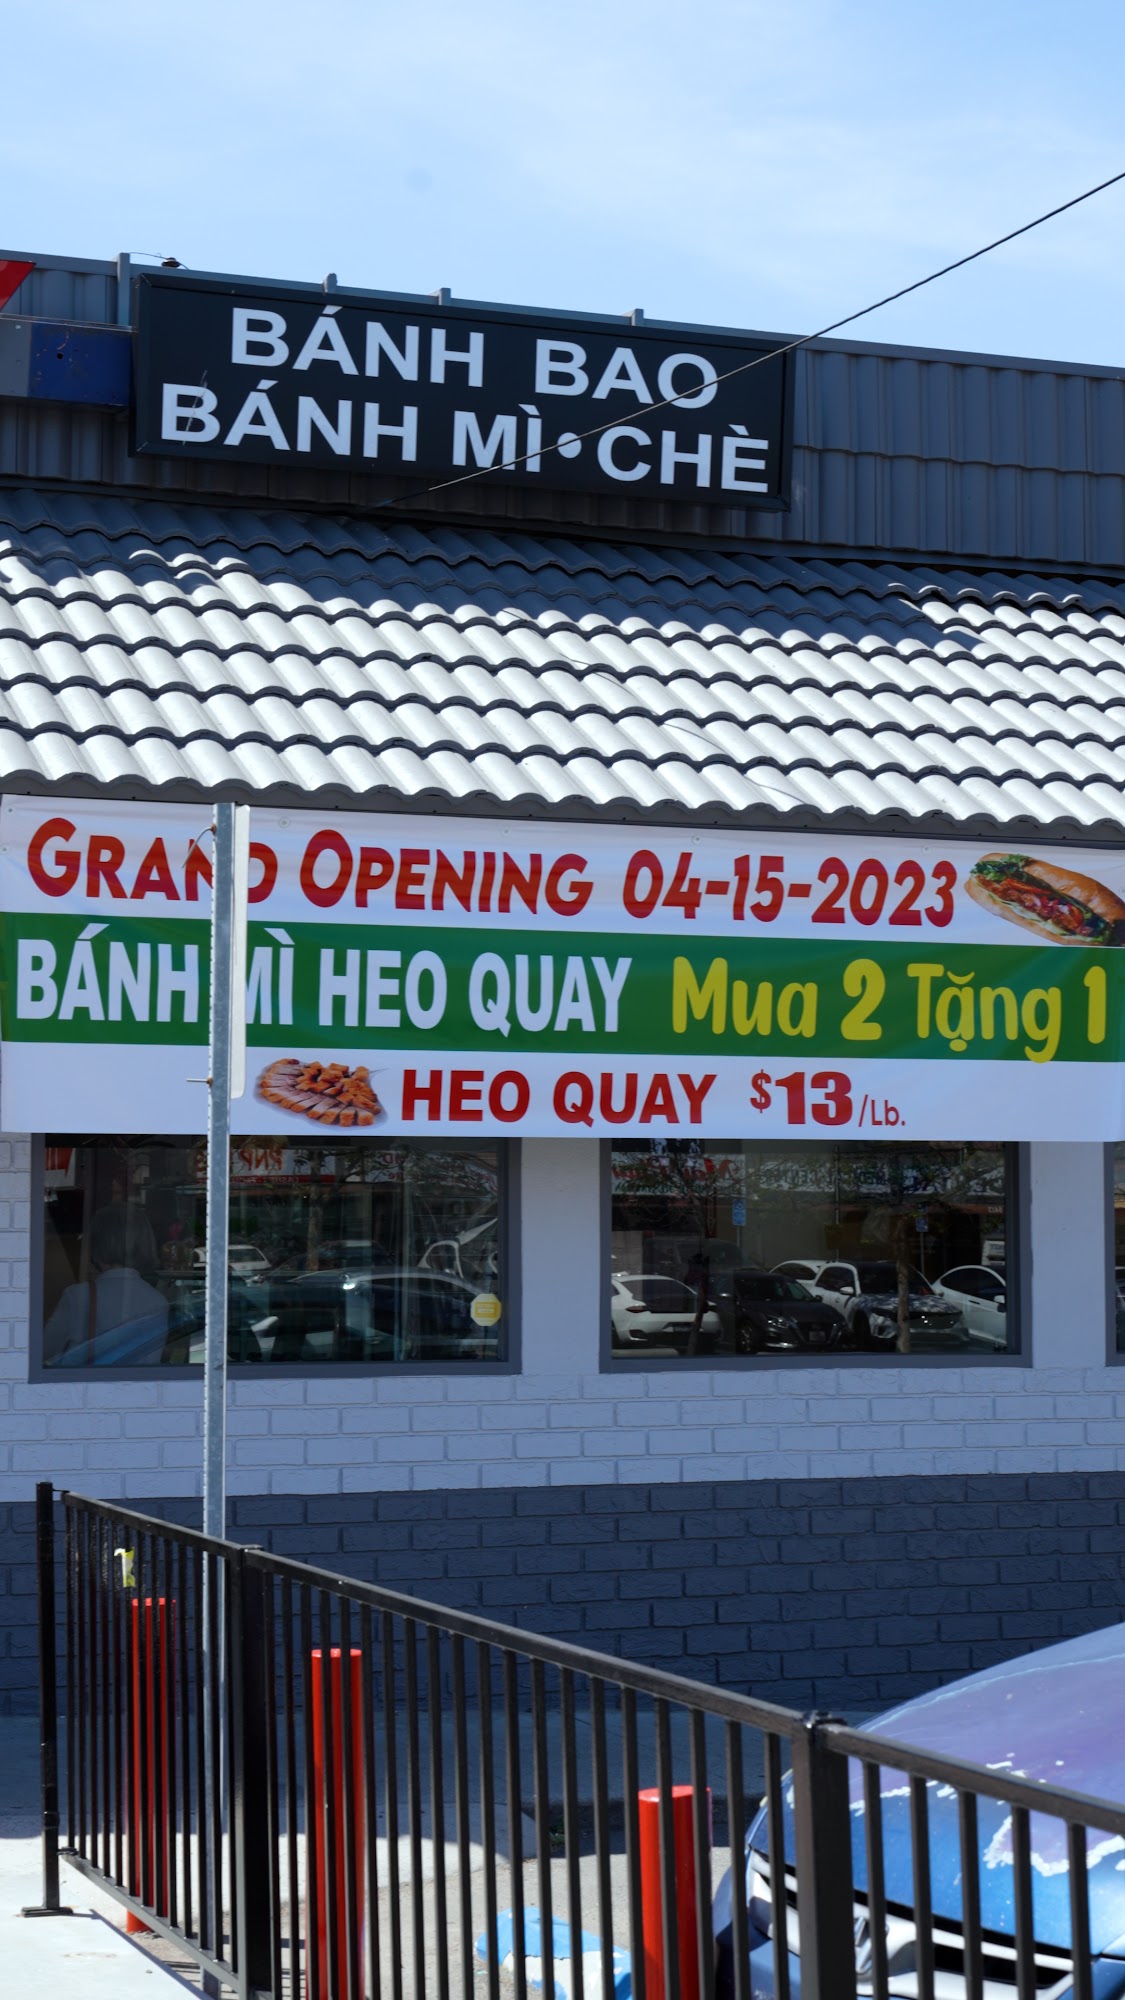 BÁNH BAO
BÁNH MÌ • CHÈ
GRAND OPENING 04-15-2023
BÁNH MÌ HEO QUAY Mua 2 Tặng 1
HEO QUAY $13/Lb.